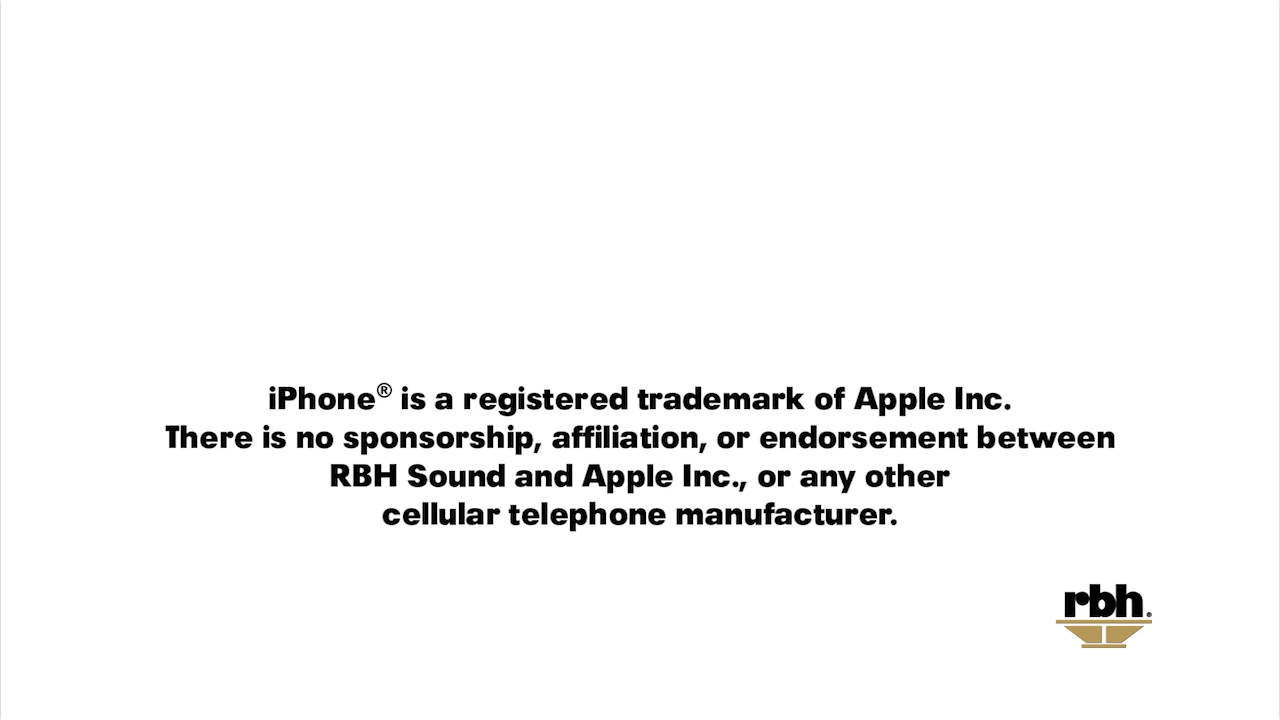 iPhone® is a registered trademark of Apple Inc.
There is no sponsorship, affiliation, or endorsement between
RBH Sound and Apple Inc., or any other
cellular telephone manufacturer.
rbh®